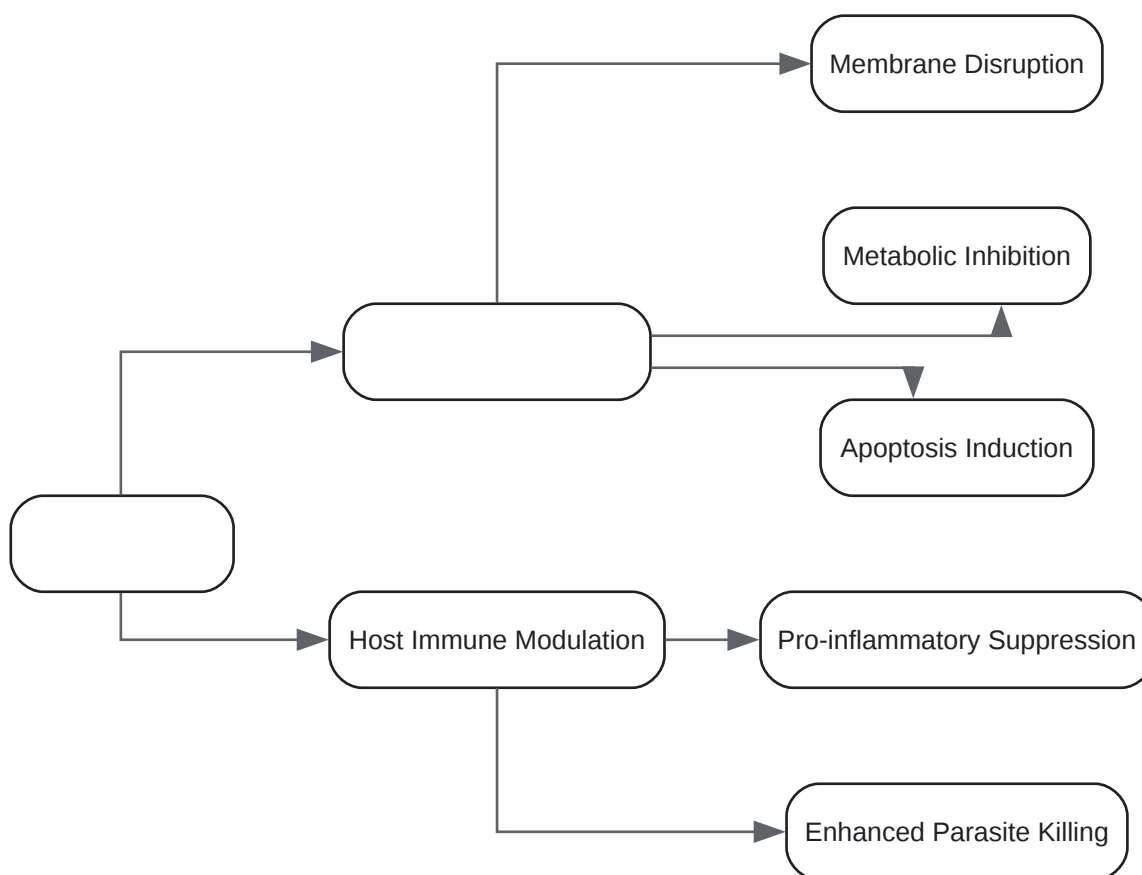 Membrane Disruption
Metabolic Inhibition
Apoptosis Induction
Host Immune Modulation
Pro-inflammatory Suppression
Enhanced Parasite Killing